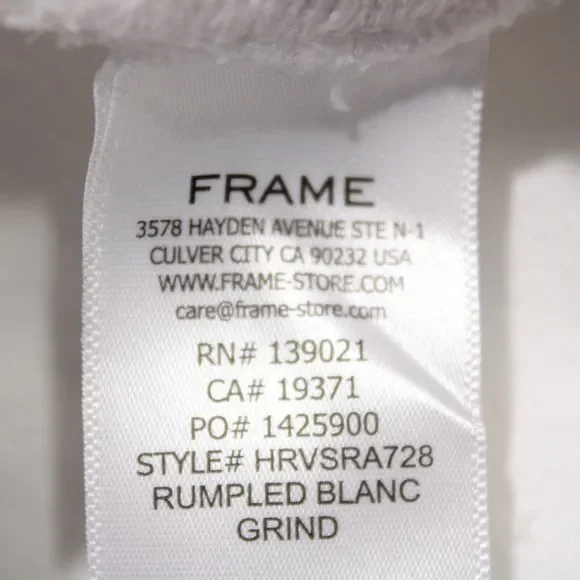 FRAME
3578 HAYDEN AVENUE STE N-1
CULVER CITY CA 90232 USA
WWW.FRAME-STORE.COM
care@frame-store.com
RN# 139021
CA# 19371
PO# 1425900
STYLE# HRVSRA728
RUMPLED BLANC
GRIND